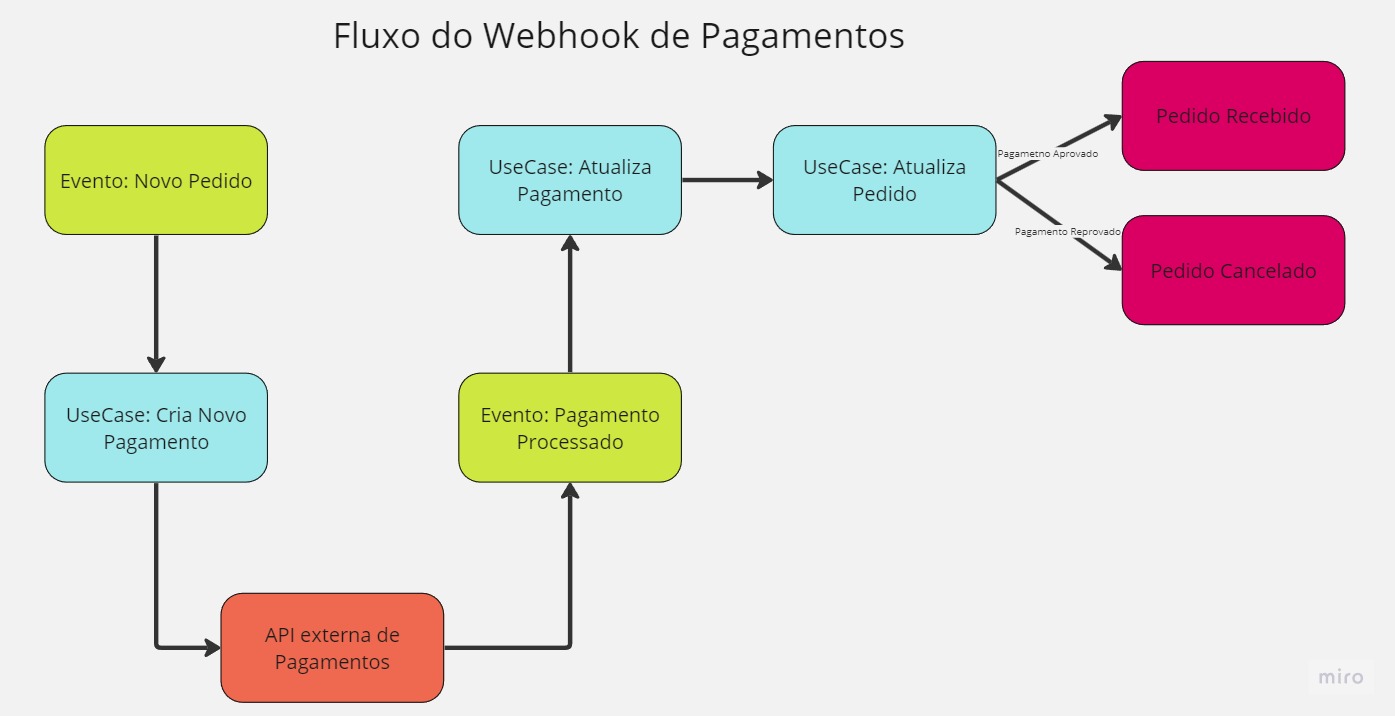 Fluxo do Webhook de Pagamentos
Evento: Novo Pedido
UseCase: Atualiza
Pagamento
UseCase: Atualiza
Pedido
Pagametno Aprovado
Pedido Recebido
Pagamento Reprovado
Pedido Cancelado
UseCase: Cria Novo
Pagamento
Evento: Pagamento
Processado
API externa de
Pagamentos
miro